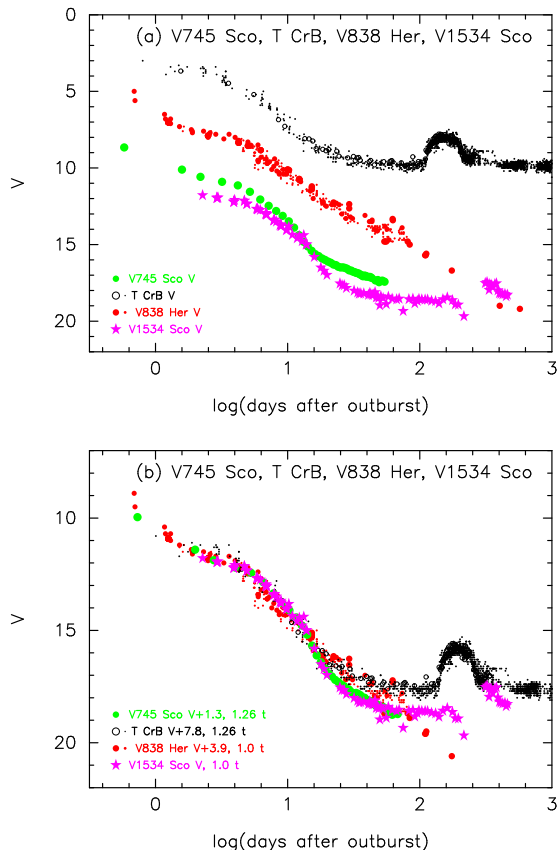 0
(a) V745 Sco, T CrB, V838 Her, V1534 Sco
5
10
V
15
V745 Sco V
T CrB V
V838 Her V
V1534 Sco V
20
0 1 2 3
log(days after outburst)
(b) V745 Sco, T CrB, V838 Her, V1534 Sco
10
V
15
V745 Sco V+1.3, 1.26 t
T CrB V+7.8, 1.26 t
V838 Her V+3.9, 1.0 t
V1534 Sco V, 1.0 t
20
0 1 2 3
log(days after outburst)